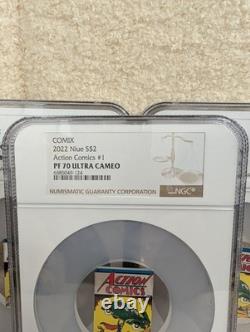 COMIX
2022 Niue S$2
Action Comics #1
PF 70 ULTRA CAMEO
NUMISMATIC GUARANTY CORPORATION
NGC
ACTION
COMICS